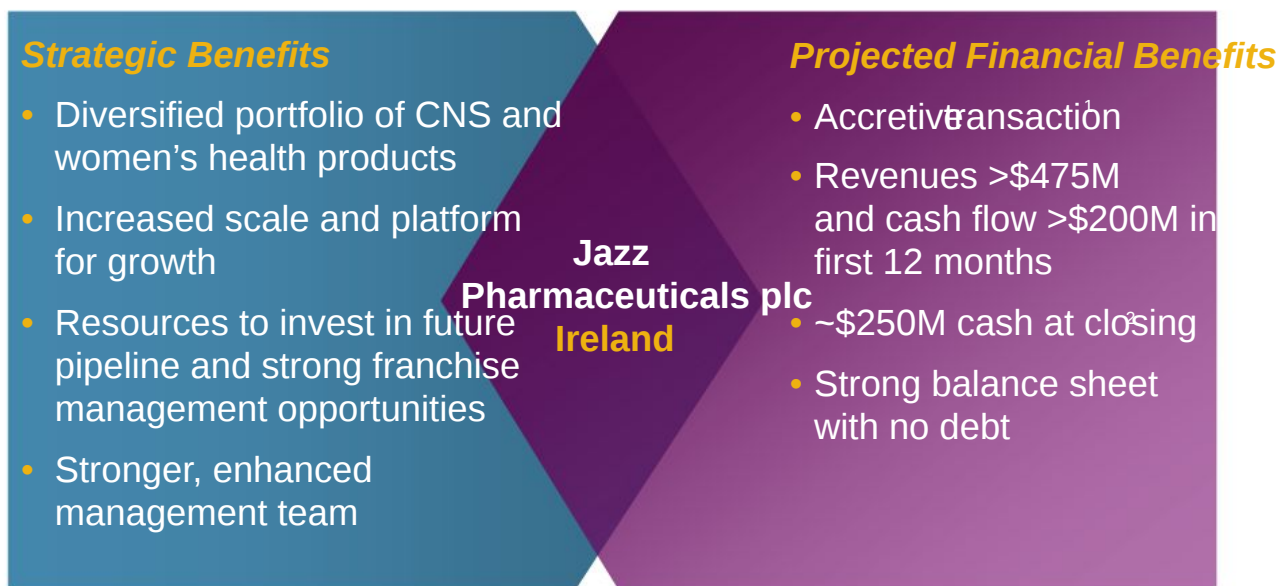 Strategic Benefits
• Diversified portfolio of CNS and
women's health products
• Increased scale and platform
for growth
• Resources to invest in future
pipeline and strong franchise
management opportunities
• Stronger, enhanced
management team
Jazz
Pharmaceuticals plc
Ireland
Projected Financial Benefits
• Accretive transaction1
• Revenues >$475M
and cash flow >$200M in
first 12 months
• ~$250M cash at closing2
• Strong balance sheet
with no debt